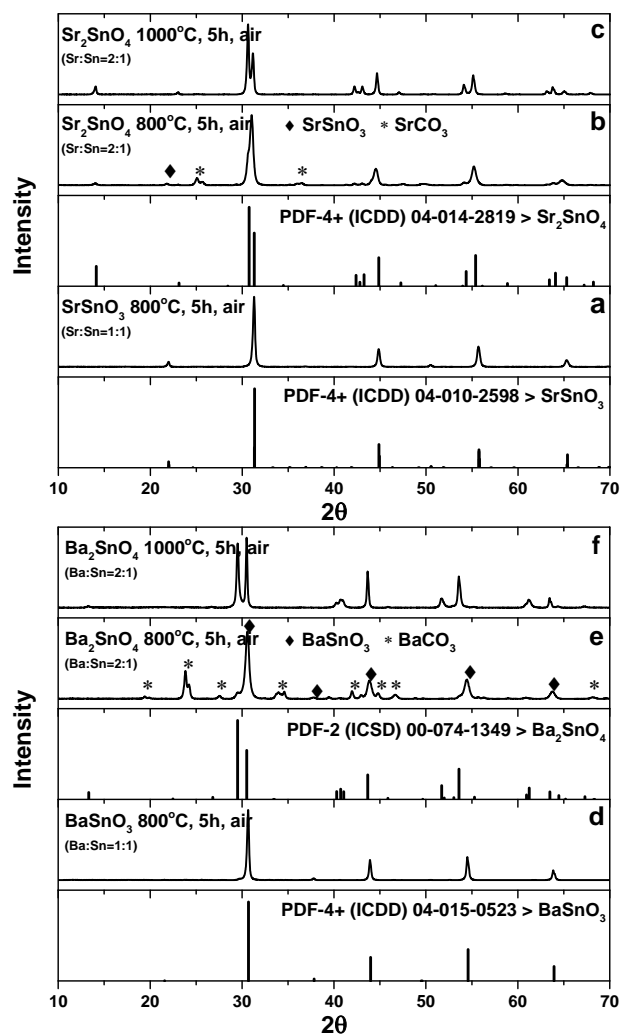 Sr₂SnO₄ 1000°C, 5h, air c
(Sr:Sn=2:1)
Sr₂SnO₄ 800°C, 5h, air ♦ SrSnO₃ * SrCO₃ b
(Sr:Sn=2:1)
♦ * *
PDF-4+ (ICDD) 04-014-2819 > Sr₂SnO₄
Intensity
SrSnO₃ 800°C, 5h, air a
(Sr:Sn=1:1)
PDF-4+ (ICDD) 04-010-2598 > SrSnO₃
10 20 30 40 50 60 70
2θ
Ba₂SnO₄ 1000°C, 5h, air f
(Ba:Sn=2:1)
Ba₂SnO₄ 800°C, 5h, air ♦ BaSnO₃ * BaCO₃ e
(Ba:Sn=2:1)
* * * ♦ * ♦ * ♦ * * * ♦ ♦ *
PDF-2 (ICSD) 00-074-1349 > Ba₂SnO₄
Intensity
BaSnO₃ 800°C, 5h, air d
(Ba:Sn=1:1)
PDF-4+ (ICDD) 04-015-0523 > BaSnO₃
10 20 30 40 50 60 70
2θ